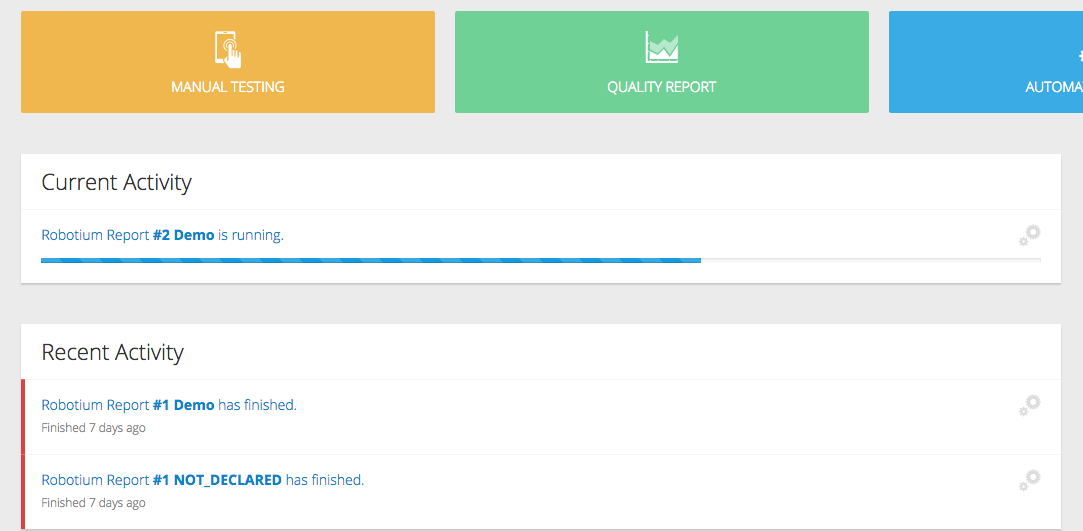 MANUAL TESTING
QUALITY REPORT
Current Activity
Robotium Report #2 Demo is running.
Recent Activity
Robotium Report #1 Demo has finished.
Finished 7 days ago
Robotium Report #1 NOT_DECLARED has finished.
Finished 7 days ago